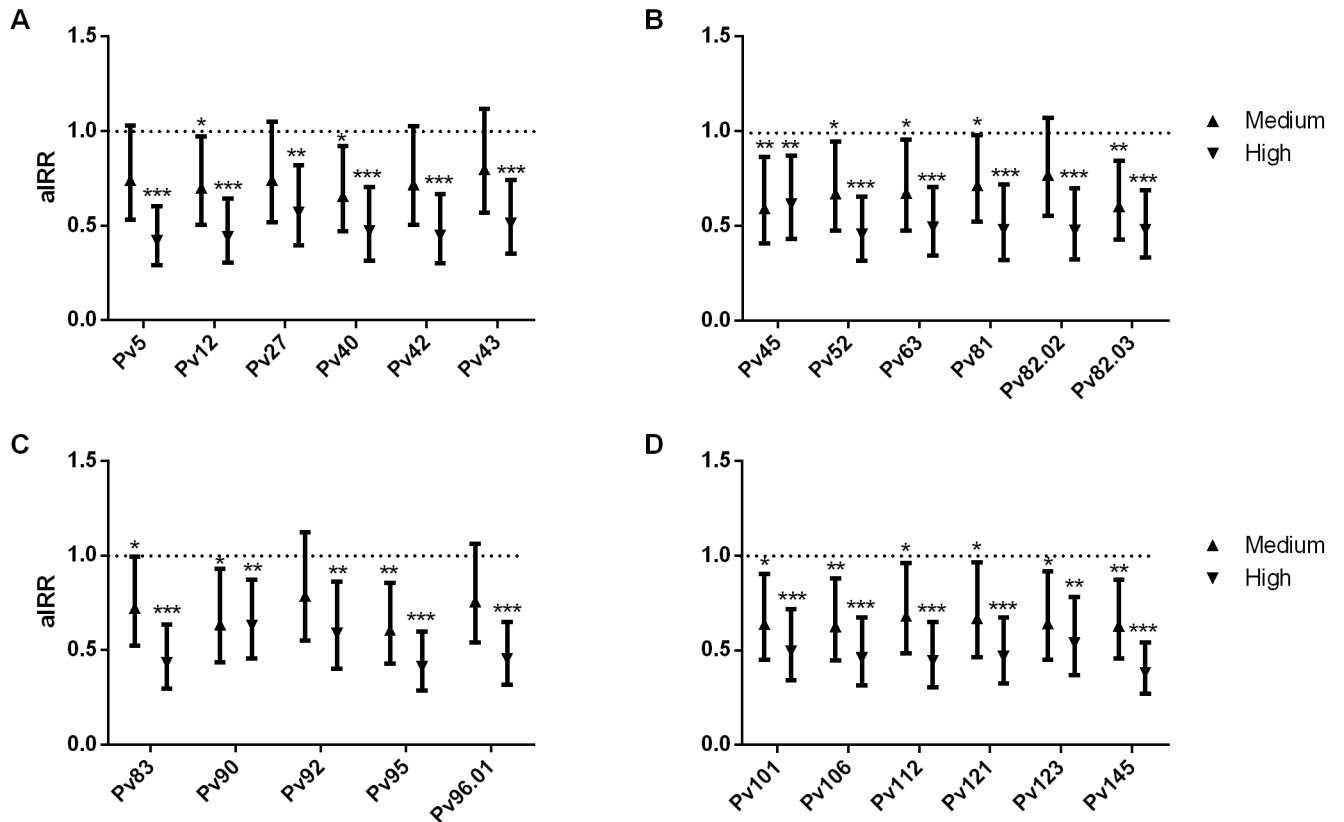 A
B
1.5
1.0
0.5
0.0
aIRR
*
*
***
***
**
***
***
***
Pv5
Pv12
Pv27
Pv40
Pv42
Pv43
1.5
1.0
0.5
0.0
*
*
*
** **
**
***
***
***
***
***
Pv45
Pv52
Pv63
Pv81
Pv82.02
Pv82.03
Medium
High
C
D
1.5
1.0
0.5
0.0
aIRR
*
*
**
**
**
***
***
***
Pv83
Pv90
Pv92
Pv95
Pv96.01
1.5
1.0
0.5
0.0
*
**
*
*
*
**
***
***
***
***
**
***
Pv101
Pv106
Pv112
Pv121
Pv123
Pv145
Medium
High